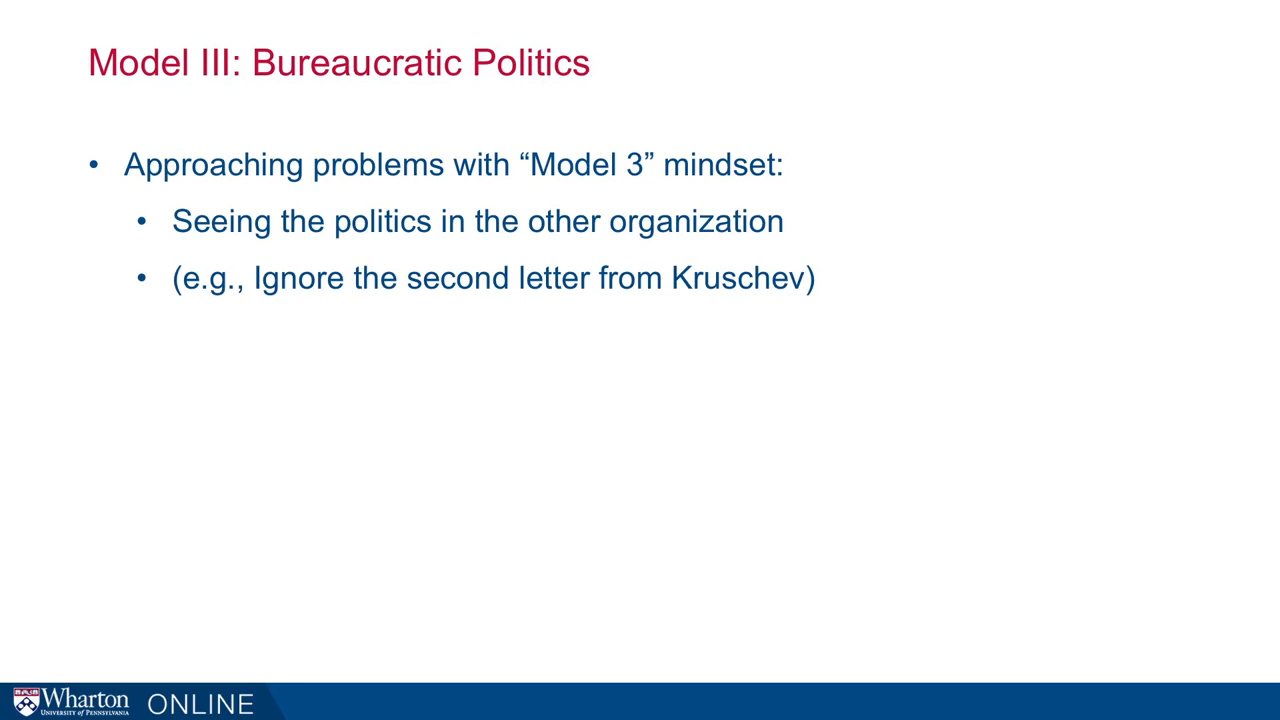 Model III: Bureaucratic Politics
• Approaching problems with “Model 3” mindset:
• Seeing the politics in the other organization
• (e.g., Ignore the second letter from Kruschev)
Wharton
UNIVERSITY of PENNSYLVANIA
ONLINE